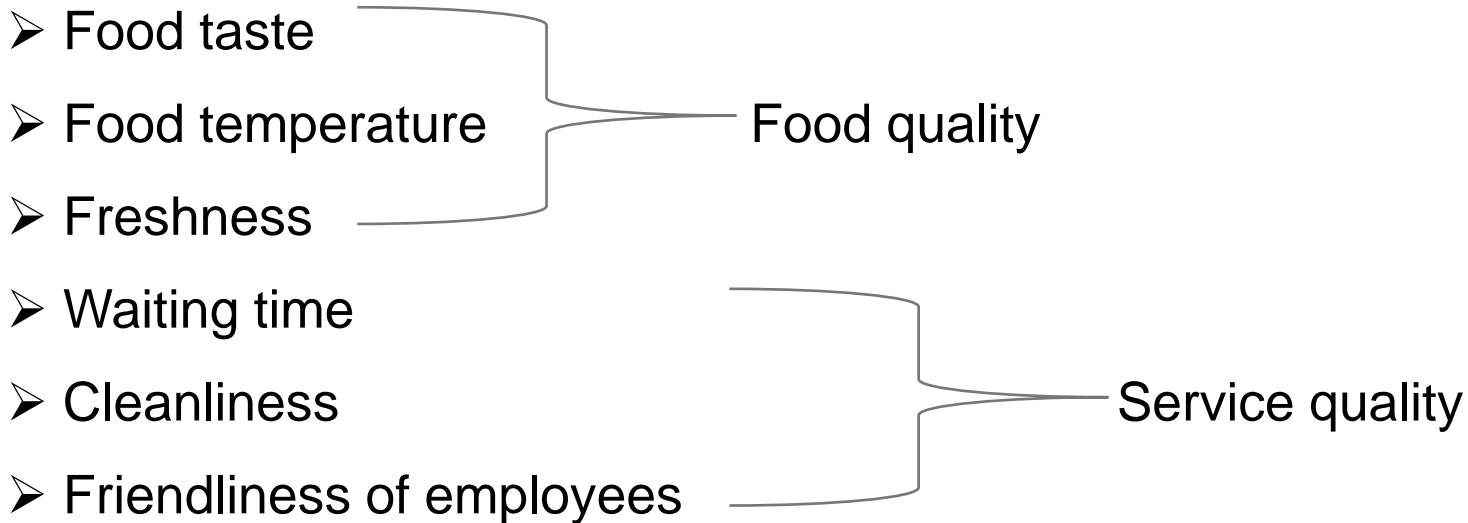 ➢ Food taste
➢ Food temperature
Food quality
➢ Freshness
➢ Waiting time
➢ Cleanliness
Service quality
➢ Friendliness of employees